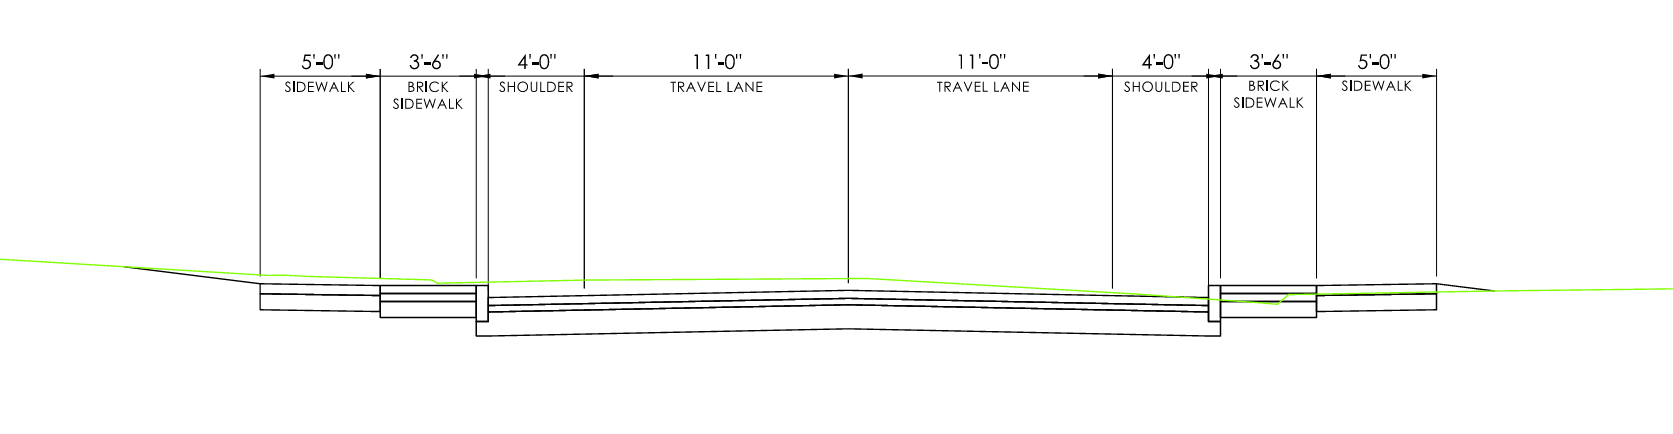 5'-0" 3'-6" 4'-0" 11'-0" 11'-0" 4'-0" 3'-6" 5'-0"
SIDEWALK BRICK SHOULDER TRAVEL LANE TRAVEL LANE SHOULDER BRICK SIDEWALK
SIDEWALK SIDEWALK